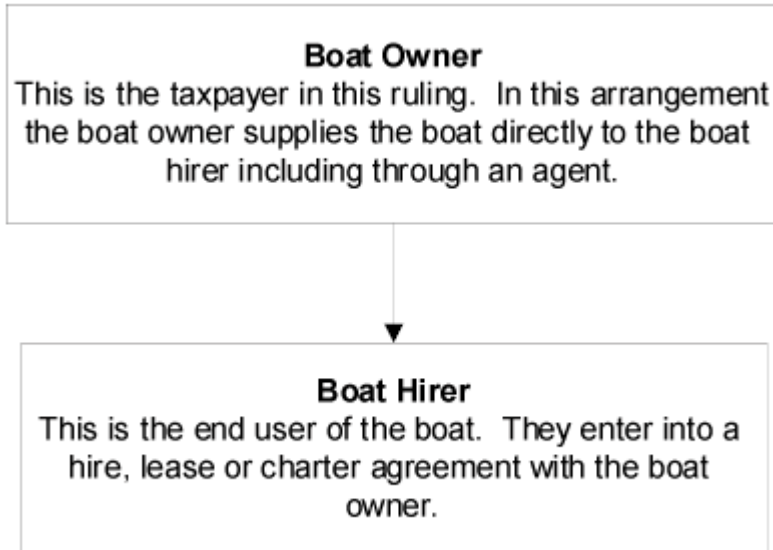 Boat Owner
This is the taxpayer in this ruling.  In this arrangement
the boat owner supplies the boat directly to the boat
hirer including through an agent.
Boat Hirer
This is the end user of the boat.  They enter into a
hire, lease or charter agreement with the boat
owner.